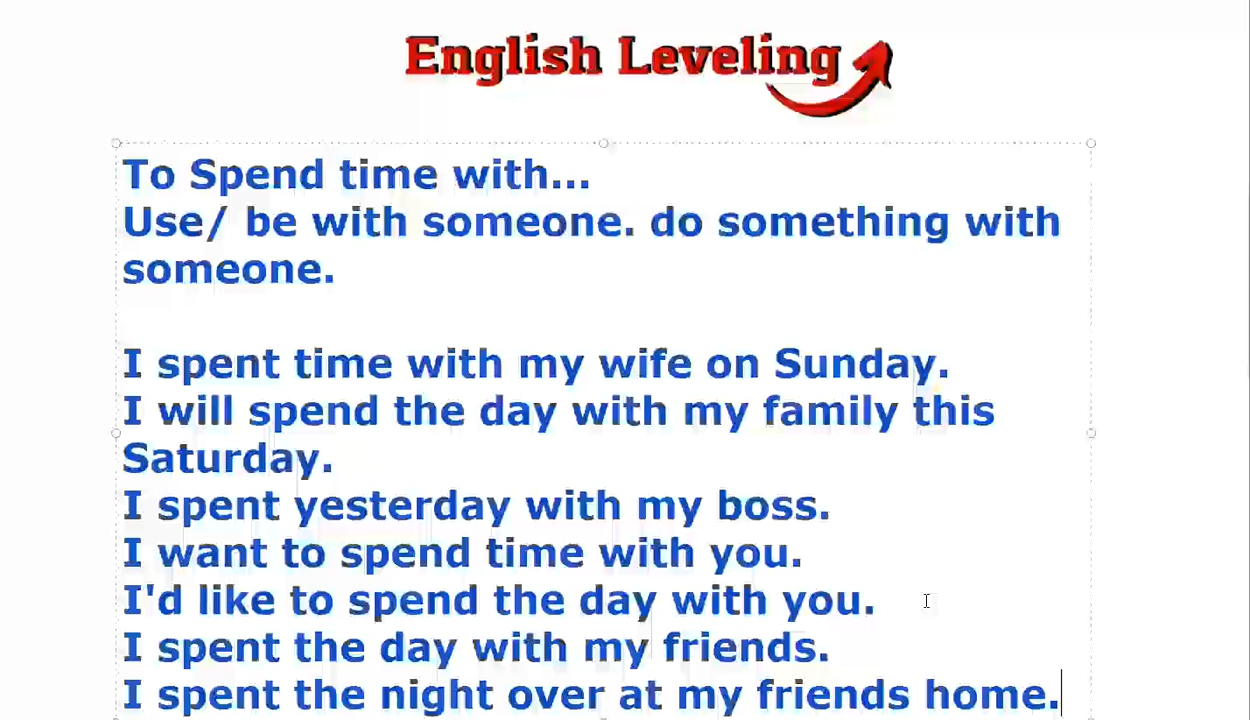 English Leveling
To Spend time with...
Use/ be with someone. do something with
someone.
I spent time with my wife on Sunday.
I will spend the day with my family this
Saturday.
I spent yesterday with my boss.
I want to spend time with you.
I'd like to spend the day with you.
I spent the day with my friends.
I spent the night over at my friends home.